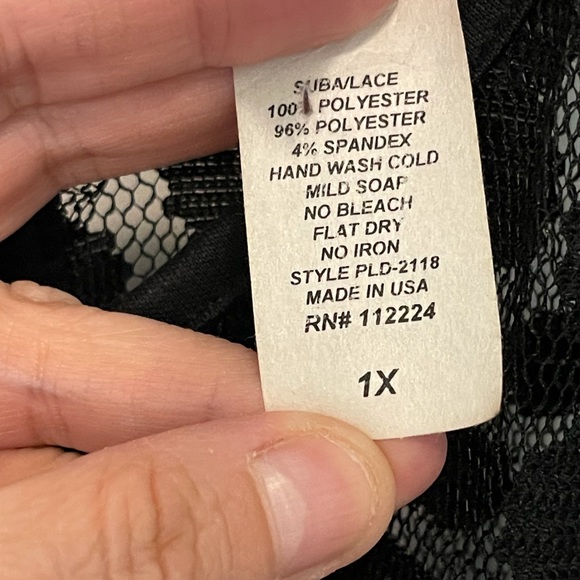 SUBA/LACE
100% POLYESTER
96% POLYESTER
4% SPANDEX
HAND WASH COLD
MILD SOAP
NO BLEACH
FLAT DRY
NO IRON
STYLE PLD-2118
MADE IN USA
RN# 112224
1X